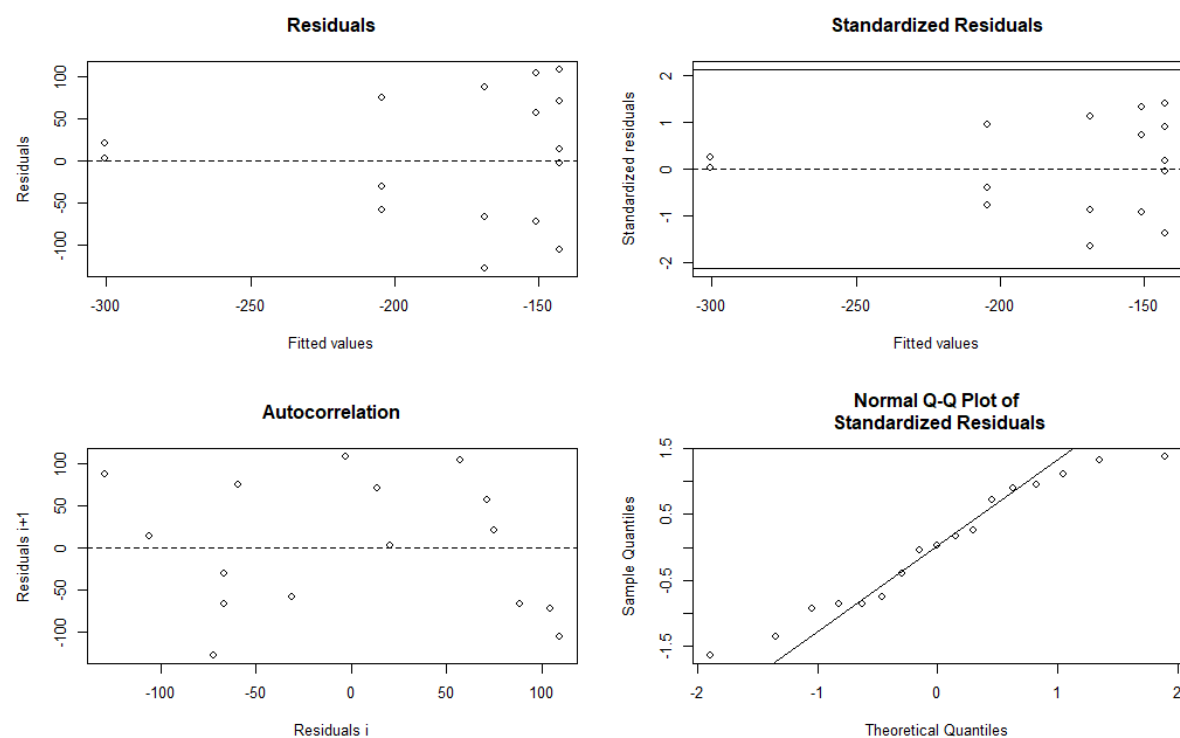 Residuals
Residuals
100
50
0
-50
-100
-300
-250
-200
-150
Fitted values
Standardized Residuals
Standardized residuals
2
1
0
-1
-2
-300
-250
-200
-150
Fitted values
Autocorrelation
Residuals i+1
100
50
0
-50
-100
-100
-50
0
50
100
Residuals i
Normal Q-Q Plot of
Standardized Residuals
Sample Quantiles
1.5
0.5
-0.5
-1.5
-2
-1
0
1
2
Theoretical Quantiles